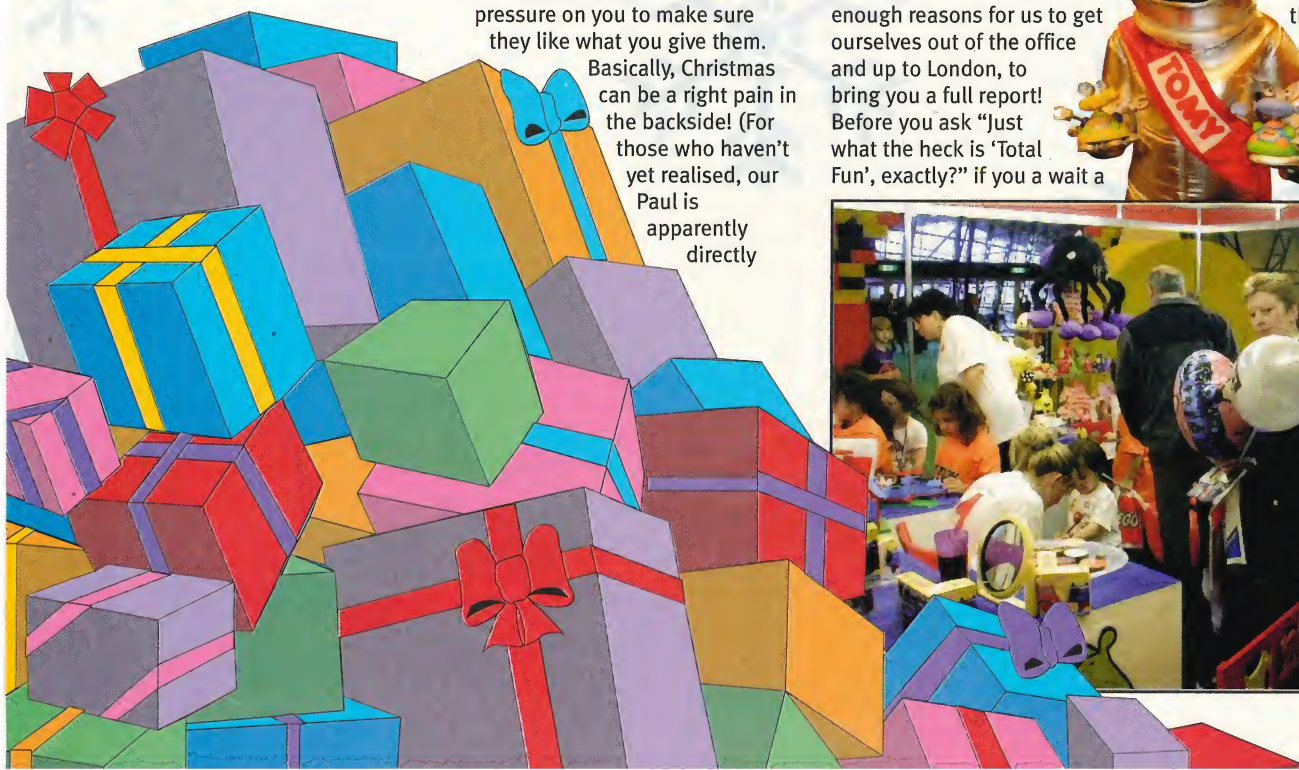 pressure on you to make sure
they like what you give them.
Basically, Christmas
can be a right pain in
the backside! (For
those who haven't
yet realised, our
Paul is
apparently
directly
enough reasons for us to get
ourselves out of the office
and up to London, to
bring you a full report!
Before you ask “Just
what the heck is ‘Total
Fun’, exactly?” if you a wait a
TOMY
t